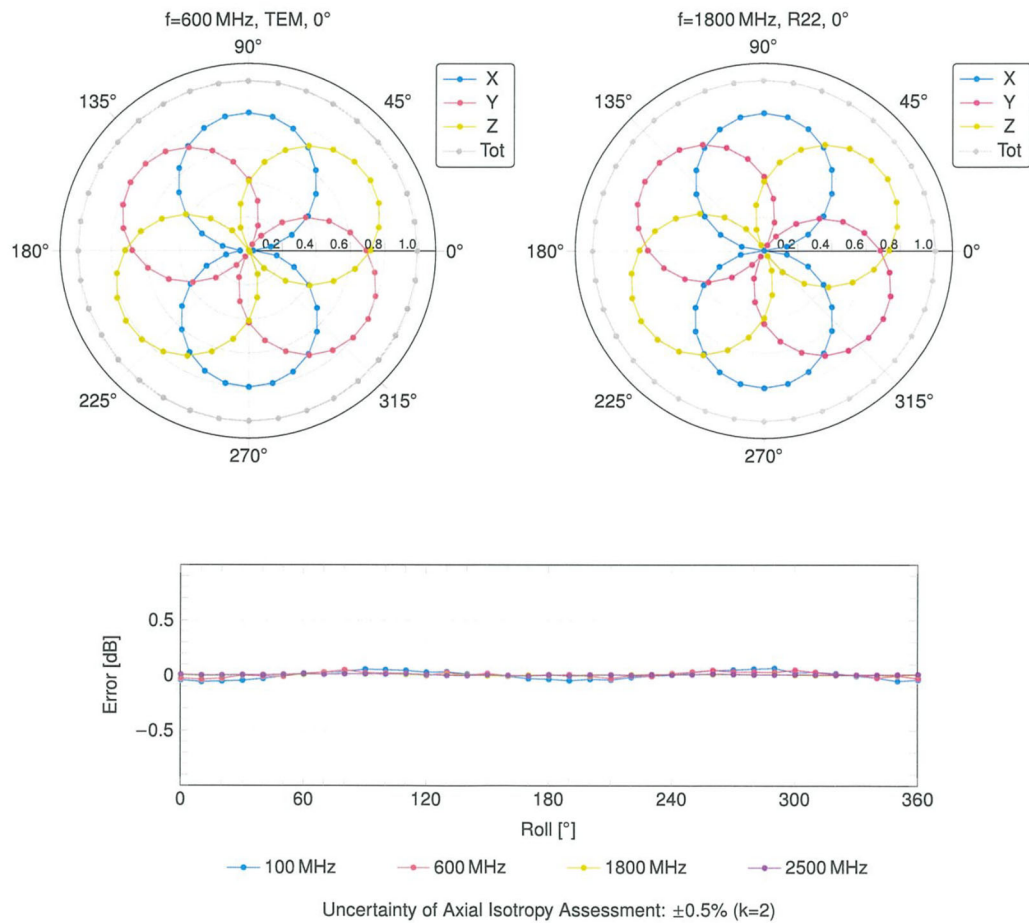 f=600 MHz, TEM, 0°
f=1800 MHz, R22, 0°
90°
90°
135°
45°
135°
45°
X
Y
Z
Tot
X
Y
Z
Tot
180°
0.2 0.4 0.6 0.8 1.0
0°
180°
0.2 0.4 0.6 0.8 1.0
0°
225°
315°
225°
315°
270°
270°
0.5
0
−0.5
Error [dB]
0 60 120 180 240 300 360
Roll [°]
100 MHz 600 MHz 1800 MHz 2500 MHz
Uncertainty of Axial Isotropy Assessment: ±0.5% (k=2)